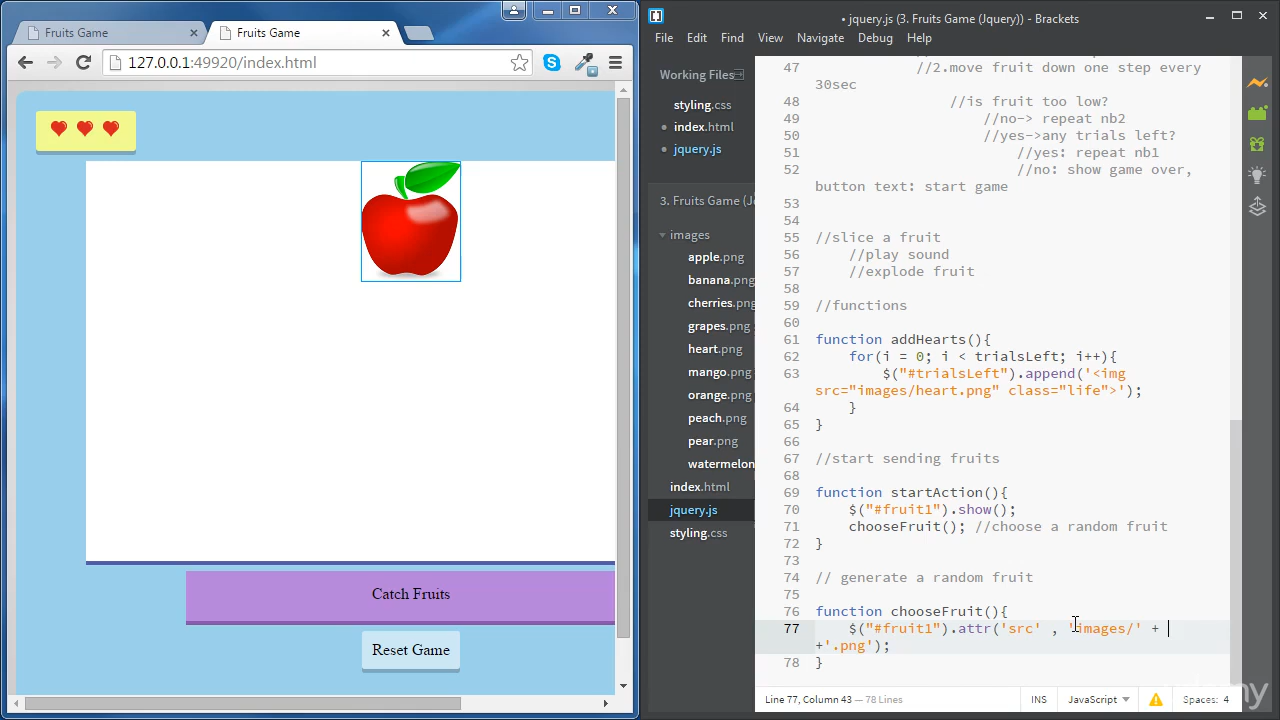 Fruits Game
Fruits Game
127.0.0.1:49920/index.html
Catch Fruits
Reset Game
• jquery.js (3. Fruits Game (Jquery)) - Brackets
File Edit Find View Navigate Debug Help
Working Files
styling.css
index.html
jquery.js
3. Fruits Game (J
images
apple.png
banana.png
cherries.png
grapes.png
heart.png
mango.png
orange.png
peach.png
pear.png
watermelon
index.html
jquery.js
styling.css
47 //2.move fruit down one step every
30sec
48 //is fruit too low?
49 //no-> repeat nb2
50 //yes->any trials left?
51 //yes: repeat nb1
52 //no: show game over,
button text: start game
53
54
55 //slice a fruit
56 //play sound
57 //explode fruit
58
59 //functions
60
61 function addHearts(){
62 for(i = 0; i < trialsLeft; i++){
63 $("#trialsLeft").append('<img
src="images/heart.png" class="life">');
64 }
65 }
66
67 //start sending fruits
68
69 function startAction(){
70 $("#fruit1").show();
71 chooseFruit(); //choose a random fruit
72 }
73
74 // generate a random fruit
75
76 function chooseFruit(){
77 $("#fruit1").attr('src' , 'images/' +
+'.png');
78 }
Line 77, Column 43 — 78 Lines
INS JavaScript Spaces: 4